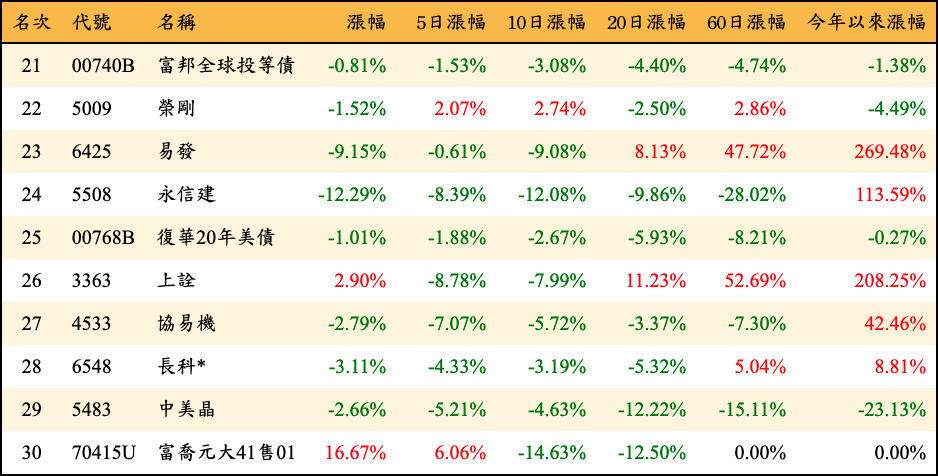 名次 代號 名稱 漲幅 5日漲幅 10日漲幅 20日漲幅 60日漲幅 今年以來漲幅
21 00740B 富邦全球投等債 -0.81% -1.53% -3.08% -4.40% -4.74% -1.38%
22 5009 榮剛 -1.52% 2.07% 2.74% -2.50% 2.86% -4.49%
23 6425 易發 -9.15% -0.61% -9.08% 8.13% 47.72% 269.48%
24 5508 永信建 -12.29% -8.39% -12.08% -9.86% -28.02% 113.59%
25 00768B 復華20年美債 -1.01% -1.88% -2.67% -5.93% -8.21% -0.27%
26 3363 上詮 2.90% -8.78% -7.99% 11.23% 52.69% 208.25%
27 4533 協易機 -2.79% -7.07% -5.72% -3.37% -7.30% 42.46%
28 6548 長科* -3.11% -4.33% -3.19% -5.32% 5.04% 8.81%
29 5483 中美晶 -2.66% -5.21% -4.63% -12.22% -15.11% -23.13%
30 70415U 富喬元大41售01 16.67% 6.06% -14.63% -12.50% 0.00% 0.00%